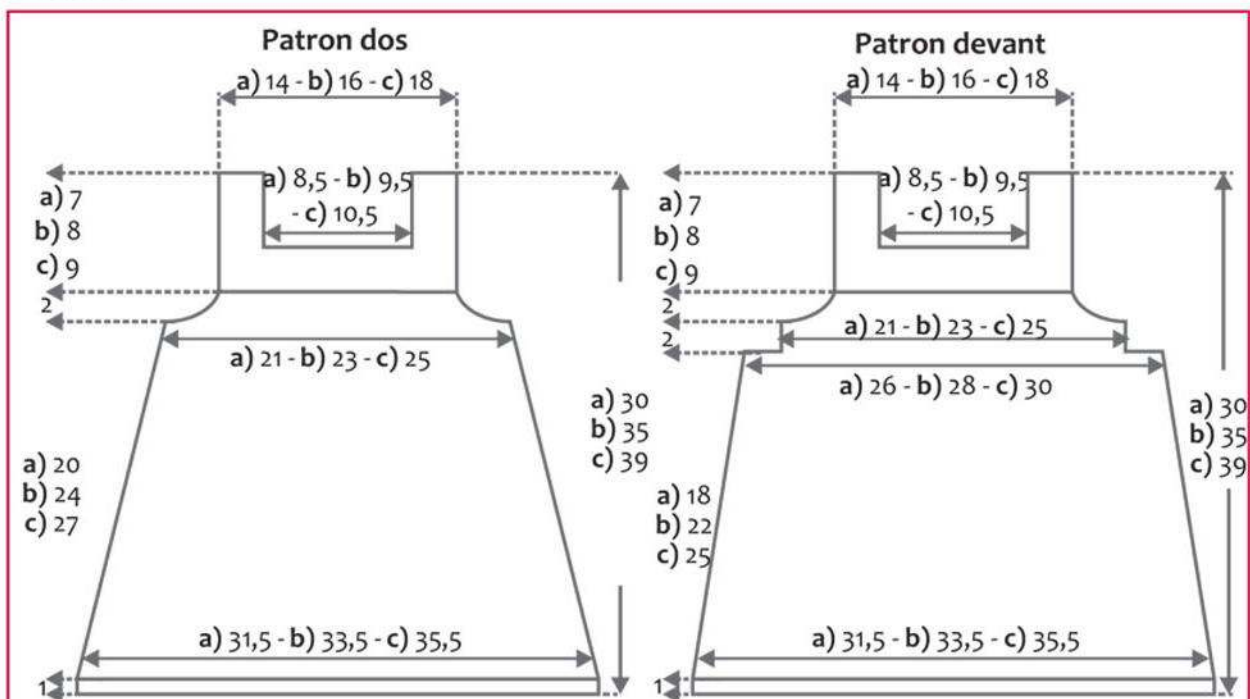 Patron dos
a) 14 - b) 16 - c) 18
a) 7
b) 8
c) 9
a) 8,5 - b) 9,5
- c) 10,5
2
a) 21 - b) 23 - c) 25
a) 30
b) 35
c) 39
a) 20
b) 24
c) 27
a) 31,5 - b) 33,5 - c) 35,5
1
Patron devant
a) 14 - b) 16 - c) 18
a) 7
b) 8
c) 9
a) 8,5 - b) 9,5
- c) 10,5
2
2
a) 21 - b) 23 - c) 25
a) 26 - b) 28 - c) 30
a) 30
b) 35
c) 39
a) 18
b) 22
c) 25
a) 31,5 - b) 33,5 - c) 35,5
1